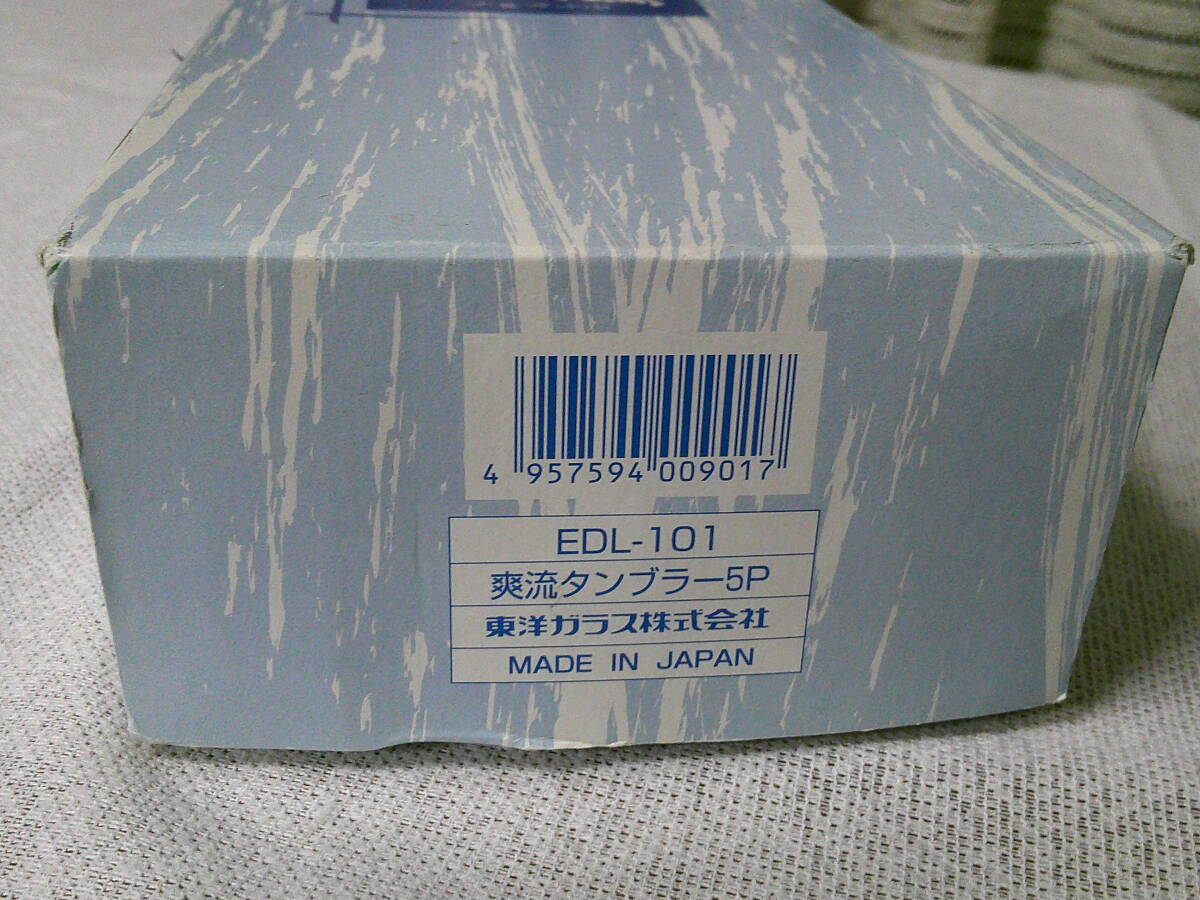 4 957594 009017
EDL-101
爽流タンブラー5P
東洋ガラス株式会社
MADE IN JAPAN